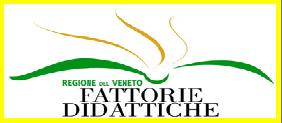 REGIONE DEL VENETO
FATTORIE
DIDATTICHE